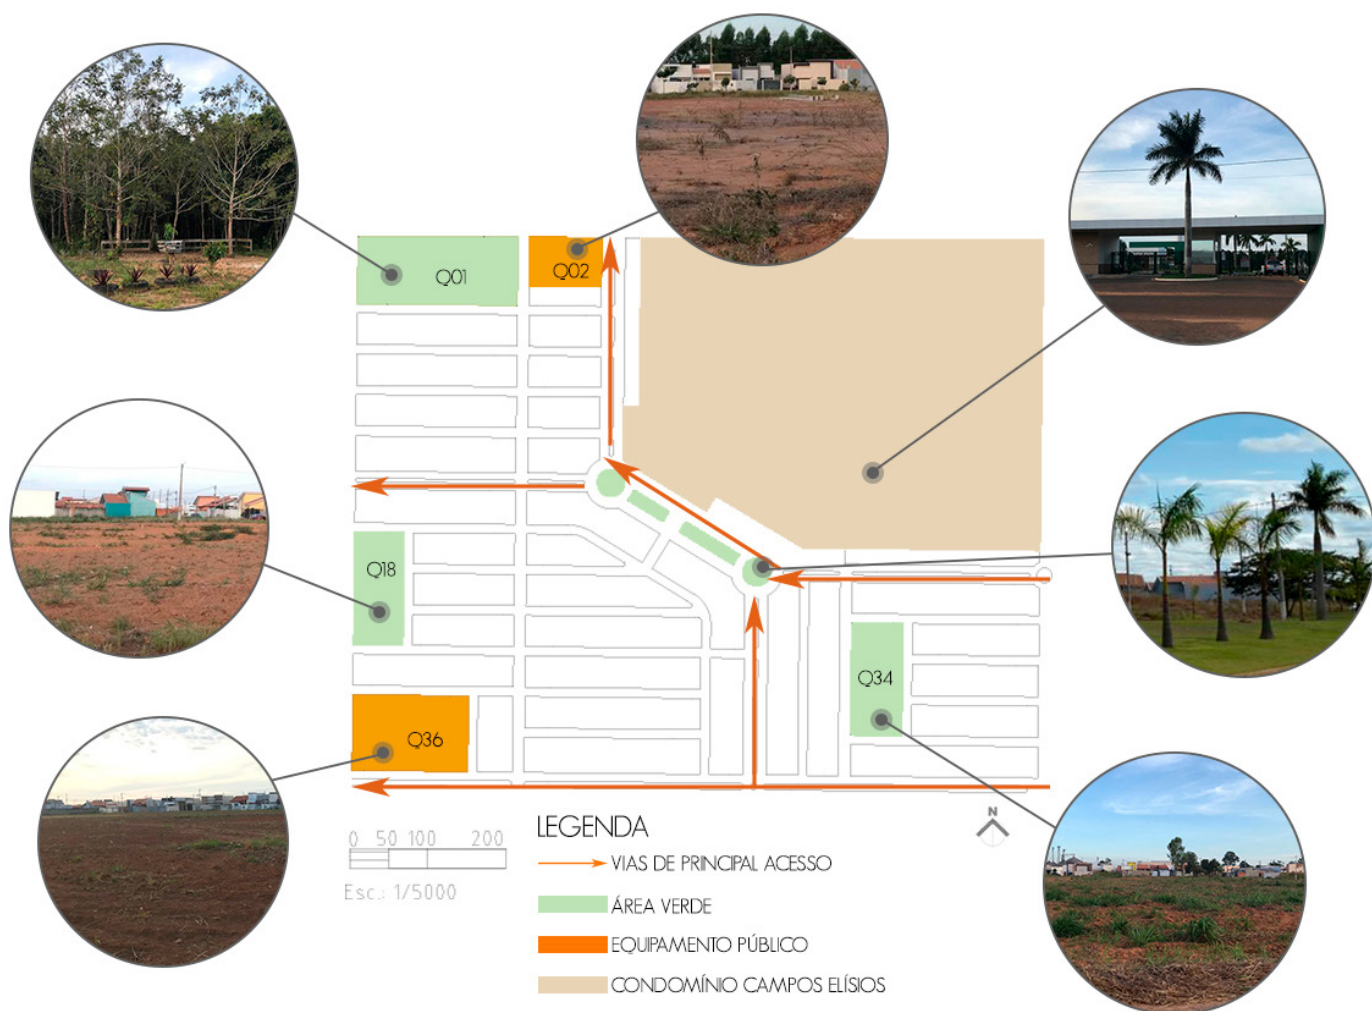 Q01
Q02
Q18
Q34
Q36
0 50 100 200
Esc.: 1/5000
N
LEGENDA
VIAS DE PRINCIPAL ACESSO
ÁREA VERDE
EQUIPAMENTO PÚBLICO
CONDOMÍNIO CAMPOS ELÍSIOS